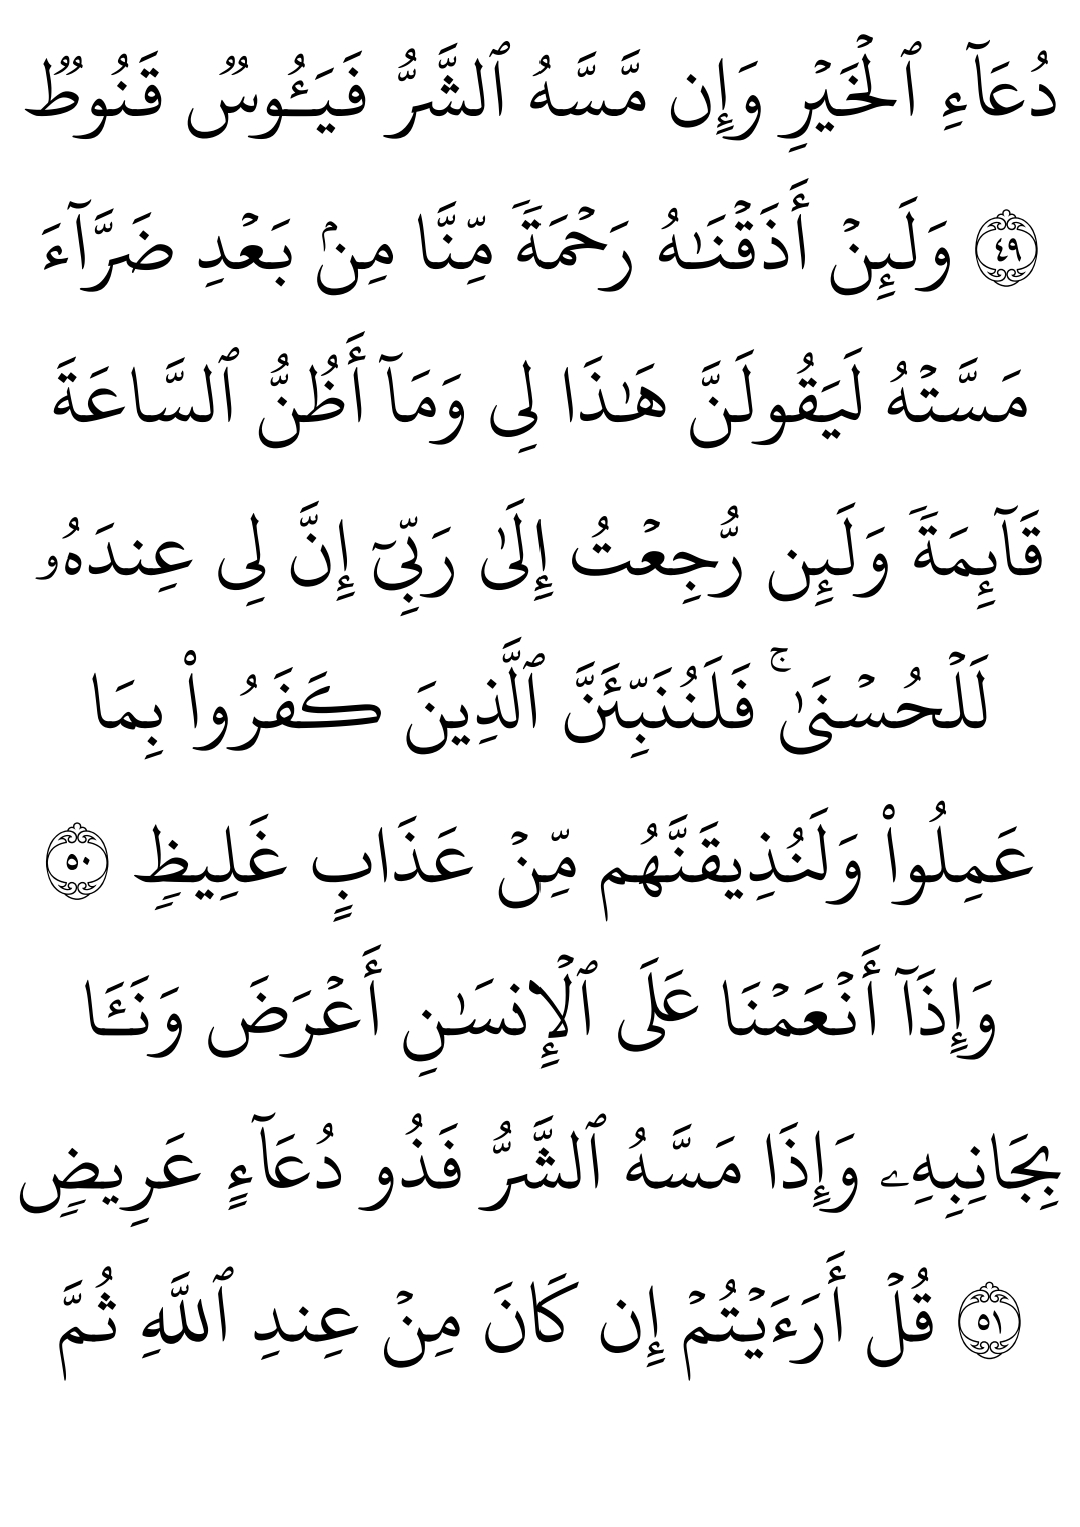 دُعَآءِ ٱلْخَيْرِ وَإِن مَّسَّهُ ٱلشَّرُّ فَيَـُٔوسٌ قَنُوطٌ
٤٩ وَلَئِنْ أَذَقْنَـٰهُ رَحْمَةً مِّنَّا مِنۢ بَعْدِ ضَرَّآءَ
مَسَّتْهُ لَيَقُولَنَّ هَـٰذَا لِى وَمَآ أَظُنُّ ٱلسَّاعَةَ
قَآئِمَةً وَلَئِن رُّجِعْتُ إِلَىٰ رَبِّىٓ إِنَّ لِى عِندَهُۥ
لَلْحُسْنَىٰ ۚ فَلَنُنَبِّئَنَّ ٱلَّذِينَ كَفَرُوا۟ بِمَا
عَمِلُوا۟ وَلَنُذِيقَنَّهُم مِّنْ عَذَابٍ غَلِيظٍ ٥٠
وَإِذَآ أَنْعَمْنَا عَلَى ٱلْإِنسَـٰنِ أَعْرَضَ وَنَـَٔا
بِجَانِبِهِۦ وَإِذَا مَسَّهُ ٱلشَّرُّ فَذُو دُعَآءٍ عَرِيضٍ
٥١ قُلْ أَرَءَيْتُمْ إِن كَانَ مِنْ عِندِ ٱللَّهِ ثُمَّ